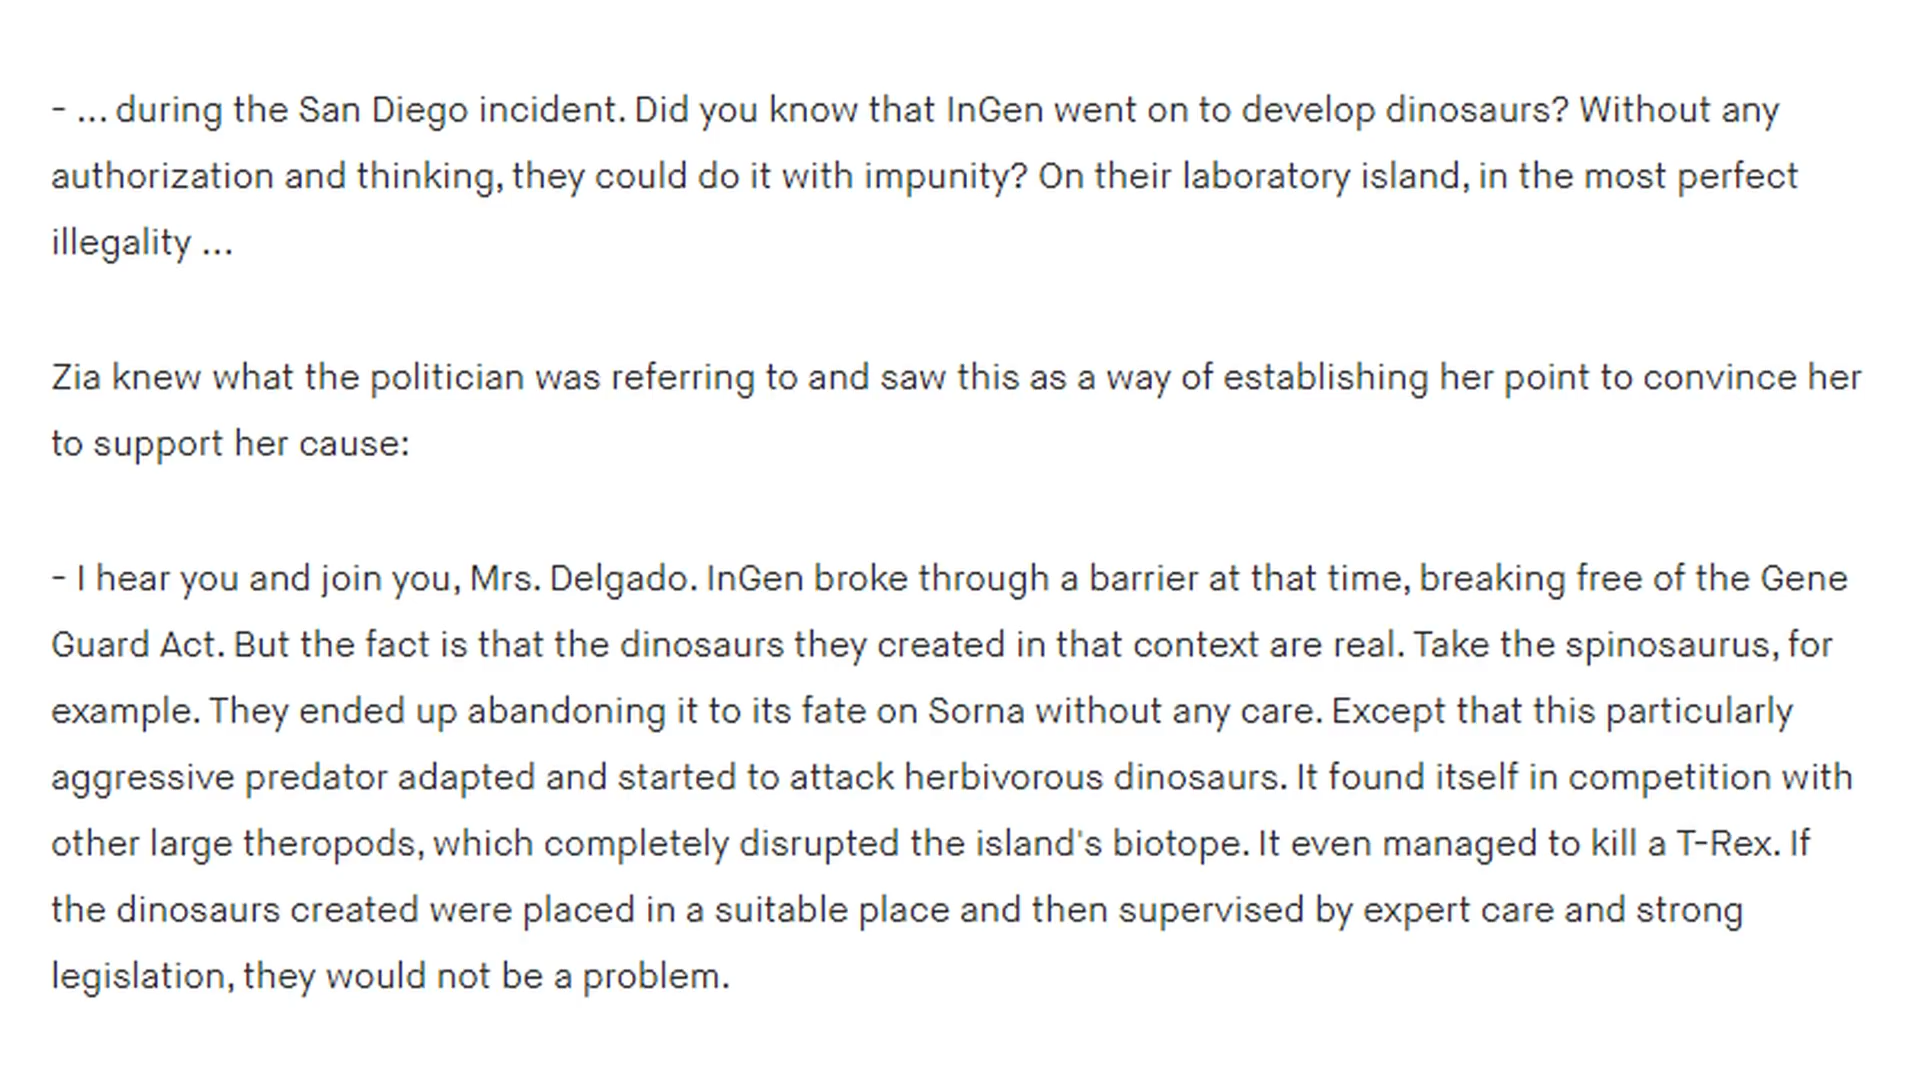 - ... during the San Diego incident. Did you know that InGen went on to develop dinosaurs? Without any
authorization and thinking, they could do it with impunity? On their laboratory island, in the most perfect
illegality ...
Zia knew what the politician was referring to and saw this as a way of establishing her point to convince her
to support her cause:
- I hear you and join you, Mrs. Delgado. InGen broke through a barrier at that time, breaking free of the Gene
Guard Act. But the fact is that the dinosaurs they created in that context are real. Take the spinosaurus, for
example. They ended up abandoning it to its fate on Sorna without any care. Except that this particularly
aggressive predator adapted and started to attack herbivorous dinosaurs. It found itself in competition with
other large theropods, which completely disrupted the island's biotope. It even managed to kill a T-Rex. If
the dinosaurs created were placed in a suitable place and then supervised by expert care and strong
legislation, they would not be a problem.